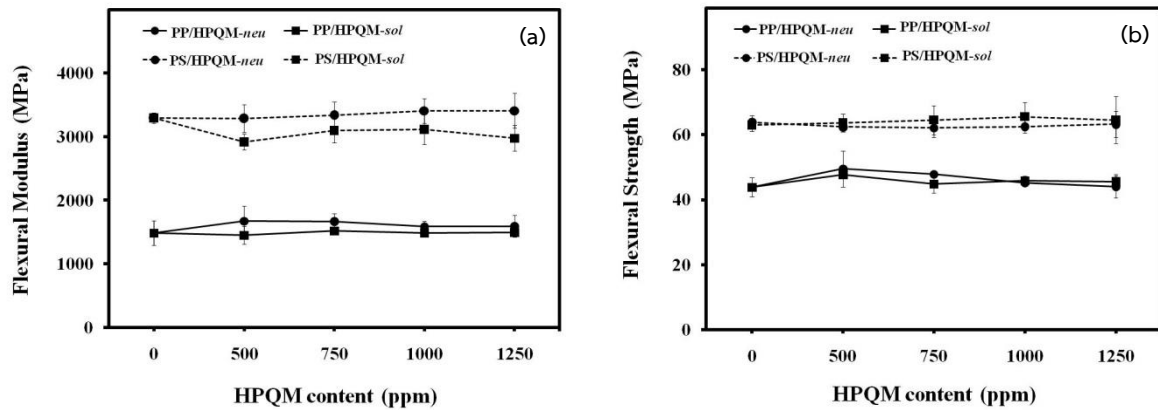 PP/HPQM-neu PP/HPQM-sol
PS/HPQM-neu PS/HPQM-sol
(a)
Flexural Modulus (MPa)
4000
3000
2000
1000
0
0 500 750 1000 1250
HPQM content (ppm)
PP/HPQM-neu PP/HPQM-sol
PS/HPQM-neu PS/HPQM-sol
(b)
Flexural Strength (MPa)
80
60
40
20
0
0 500 750 1000 1250
HPQM content (ppm)